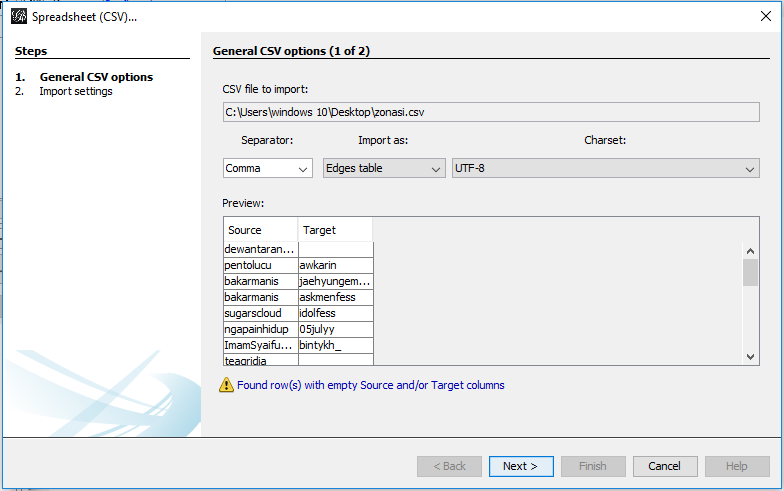 Spreadsheet (CSV)...
Steps
1. General CSV options
2. Import settings
General CSV options (1 of 2)
CSV file to import:
C:\Users\windows 10\Desktop\zonasi.csv
Separator: Import as: Charset:
Comma Edges table UTF-8
Preview:
Source Target
dewantaran...
pentolucu awkarin
bakarmanis jaehyungem...
bakarmanis askmenfess
sugarscloud idolfess
ngapainhidup 05julyy
ImamSyaifu... bintykh_
teagridia
Found row(s) with empty Source and/or Target columns
< Back Next > Finish Cancel Help